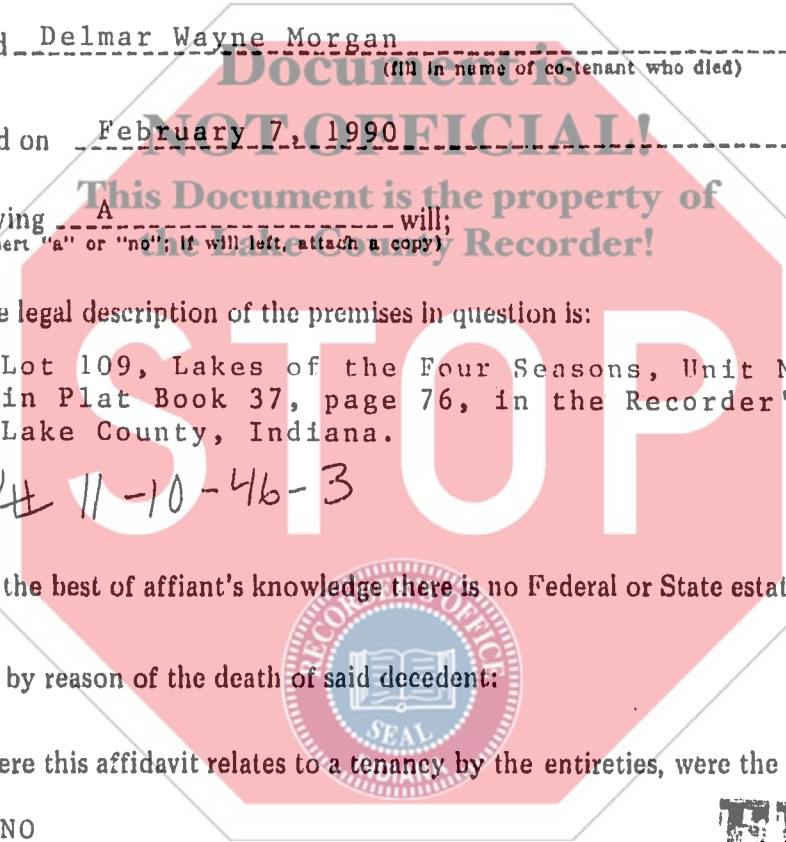 Delmar Wayne Morgan
(fill in name of co-tenant who died)
Document is
on February 7, 1990
NOT OFFICIAL!
This Document is the property of
A will;
"a" or "no"; if will left, attach a copy)
the Lake County Recorder!
legal description of the premises in question is:
Lot 109, Lakes of the Four Seasons, Unit
in Plat Book 37, page 76, in the Recorder'
Lake County, Indiana.
STOP
# 11-10-46-3
the best of affiant's knowledge there is no Federal or State
RECORDER'S OFFICE
by reason of the death of said decedent:
SEAL
INDIANA
this affidavit relates to a tenancy by the entireties, were the
NO